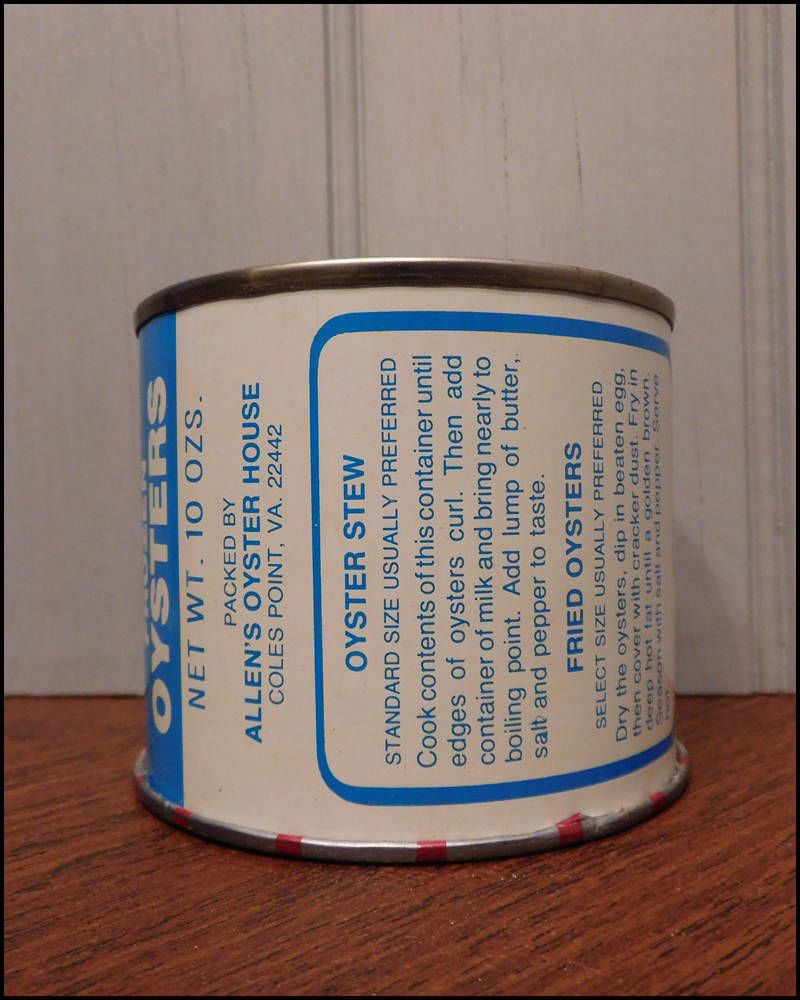 OYSTERS
NET WT. 10 OZS.
PACKED BY
ALLEN'S OYSTER HOUSE
COLES POINT, VA. 22442
OYSTER STEW
STANDARD SIZE USUALLY PREFERRED
Cook contents of this container until
edges of oysters curl. Then add
container of milk and bring nearly to
boiling point. Add lump of butter,
salt and pepper to taste.
FRIED OYSTERS
SELECT SIZE USUALLY PREFERRED
Dry the oysters, dip in beaten egg,
then cover with cracker dust. Fry in
deep hot fat until a golden brown.
Season with salt and pepper. Serve
hot.